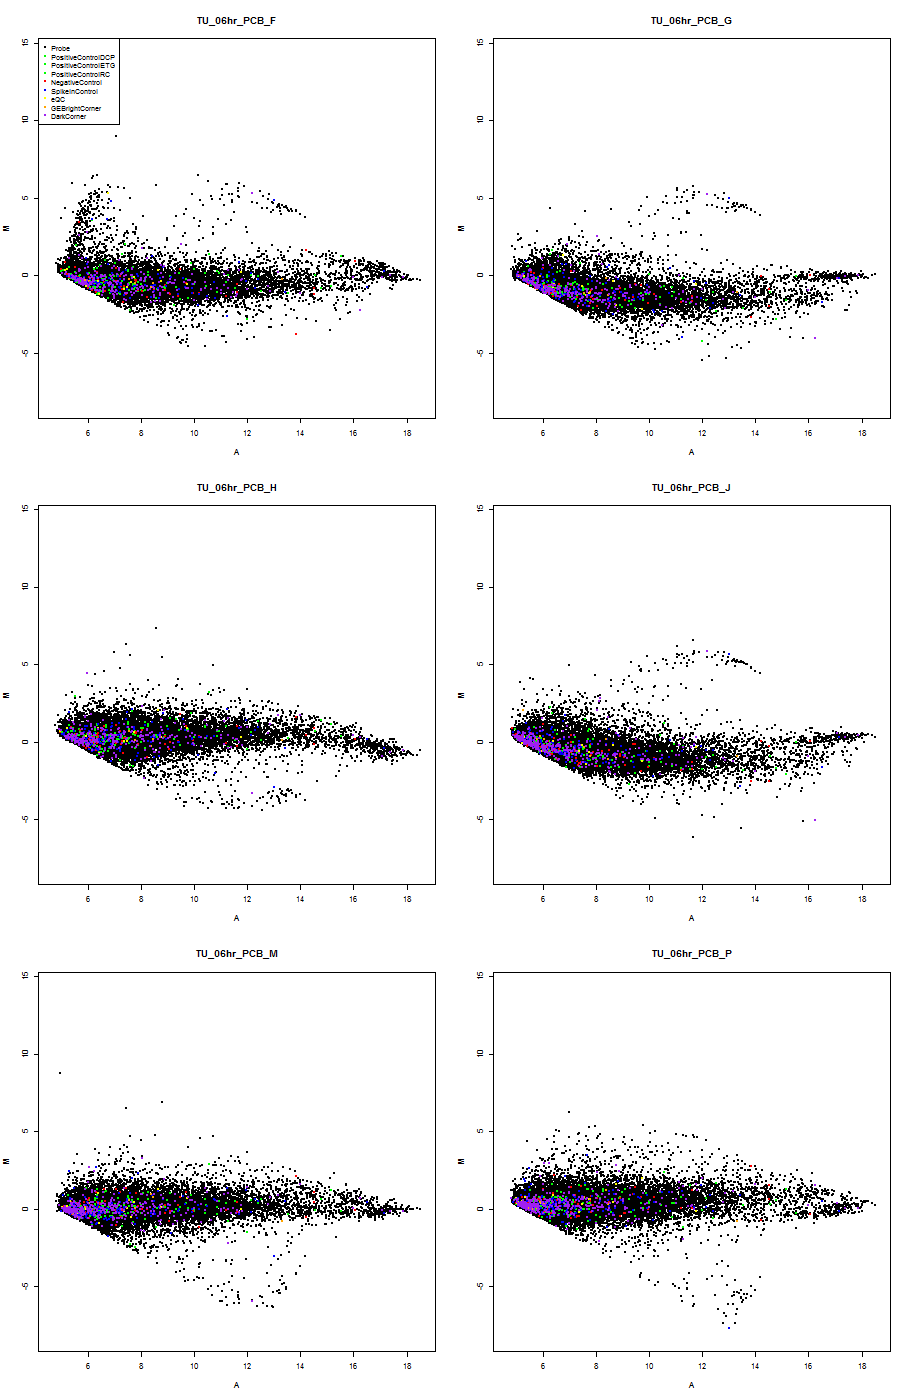 TU_06hr_PCB_F
15
10
5
0
-5
M
Probe
PositiveControlDCP
PositiveControlETG
PositiveControlRC
NegativeControl
SpikeInControl
eQC
GEBrightCorner
DarkCorner
6 8 10 12 14 16 18
A
TU_06hr_PCB_G
15
10
5
0
-5
M
6 8 10 12 14 16 18
A
TU_06hr_PCB_H
15
10
5
0
-5
M
6 8 10 12 14 16 18
A
TU_06hr_PCB_J
15
10
5
0
-5
M
6 8 10 12 14 16 18
A
TU_06hr_PCB_M
15
10
5
0
-5
M
6 8 10 12 14 16 18
A
TU_06hr_PCB_P
15
10
5
0
-5
M
6 8 10 12 14 16 18
A